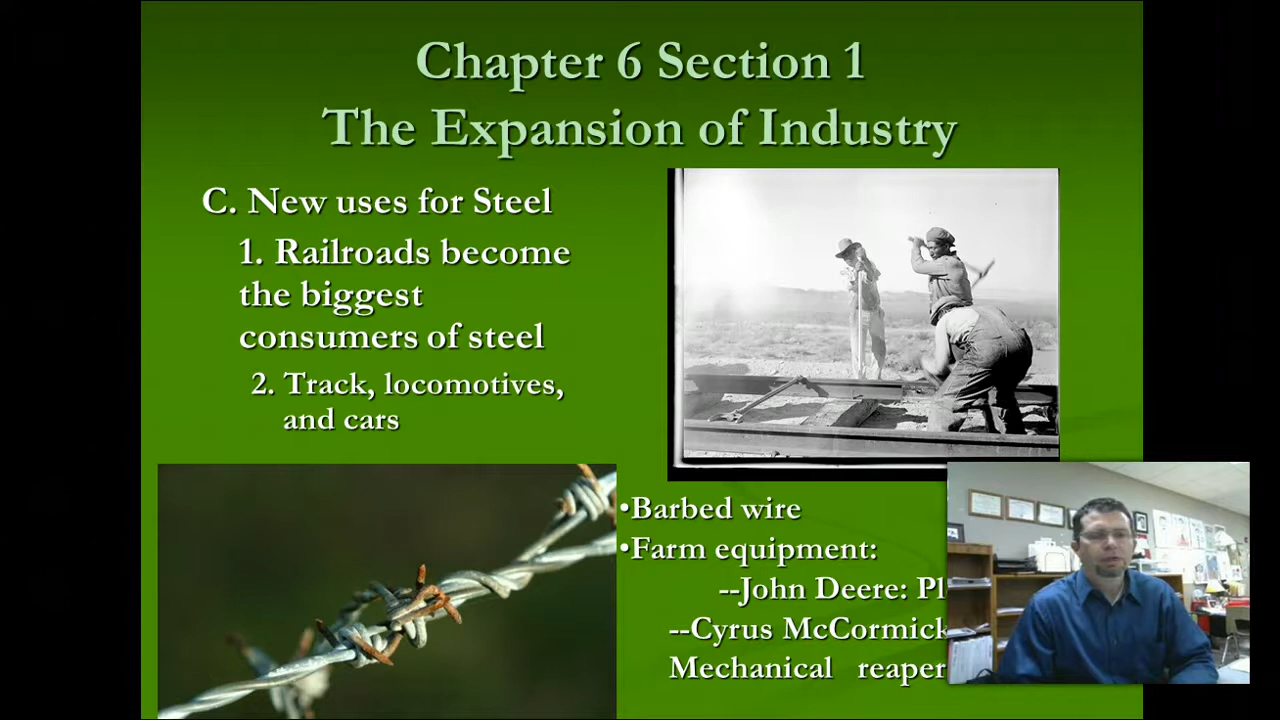 Chapter 6 Section 1
The Expansion of Industry
C. New uses for Steel
1. Railroads become
the biggest
consumers of steel
2. Track, locomotives,
and cars
•Barbed wire
•Farm equipment:
--John Deere:
--Cyrus McCormick
Mechanical reaper